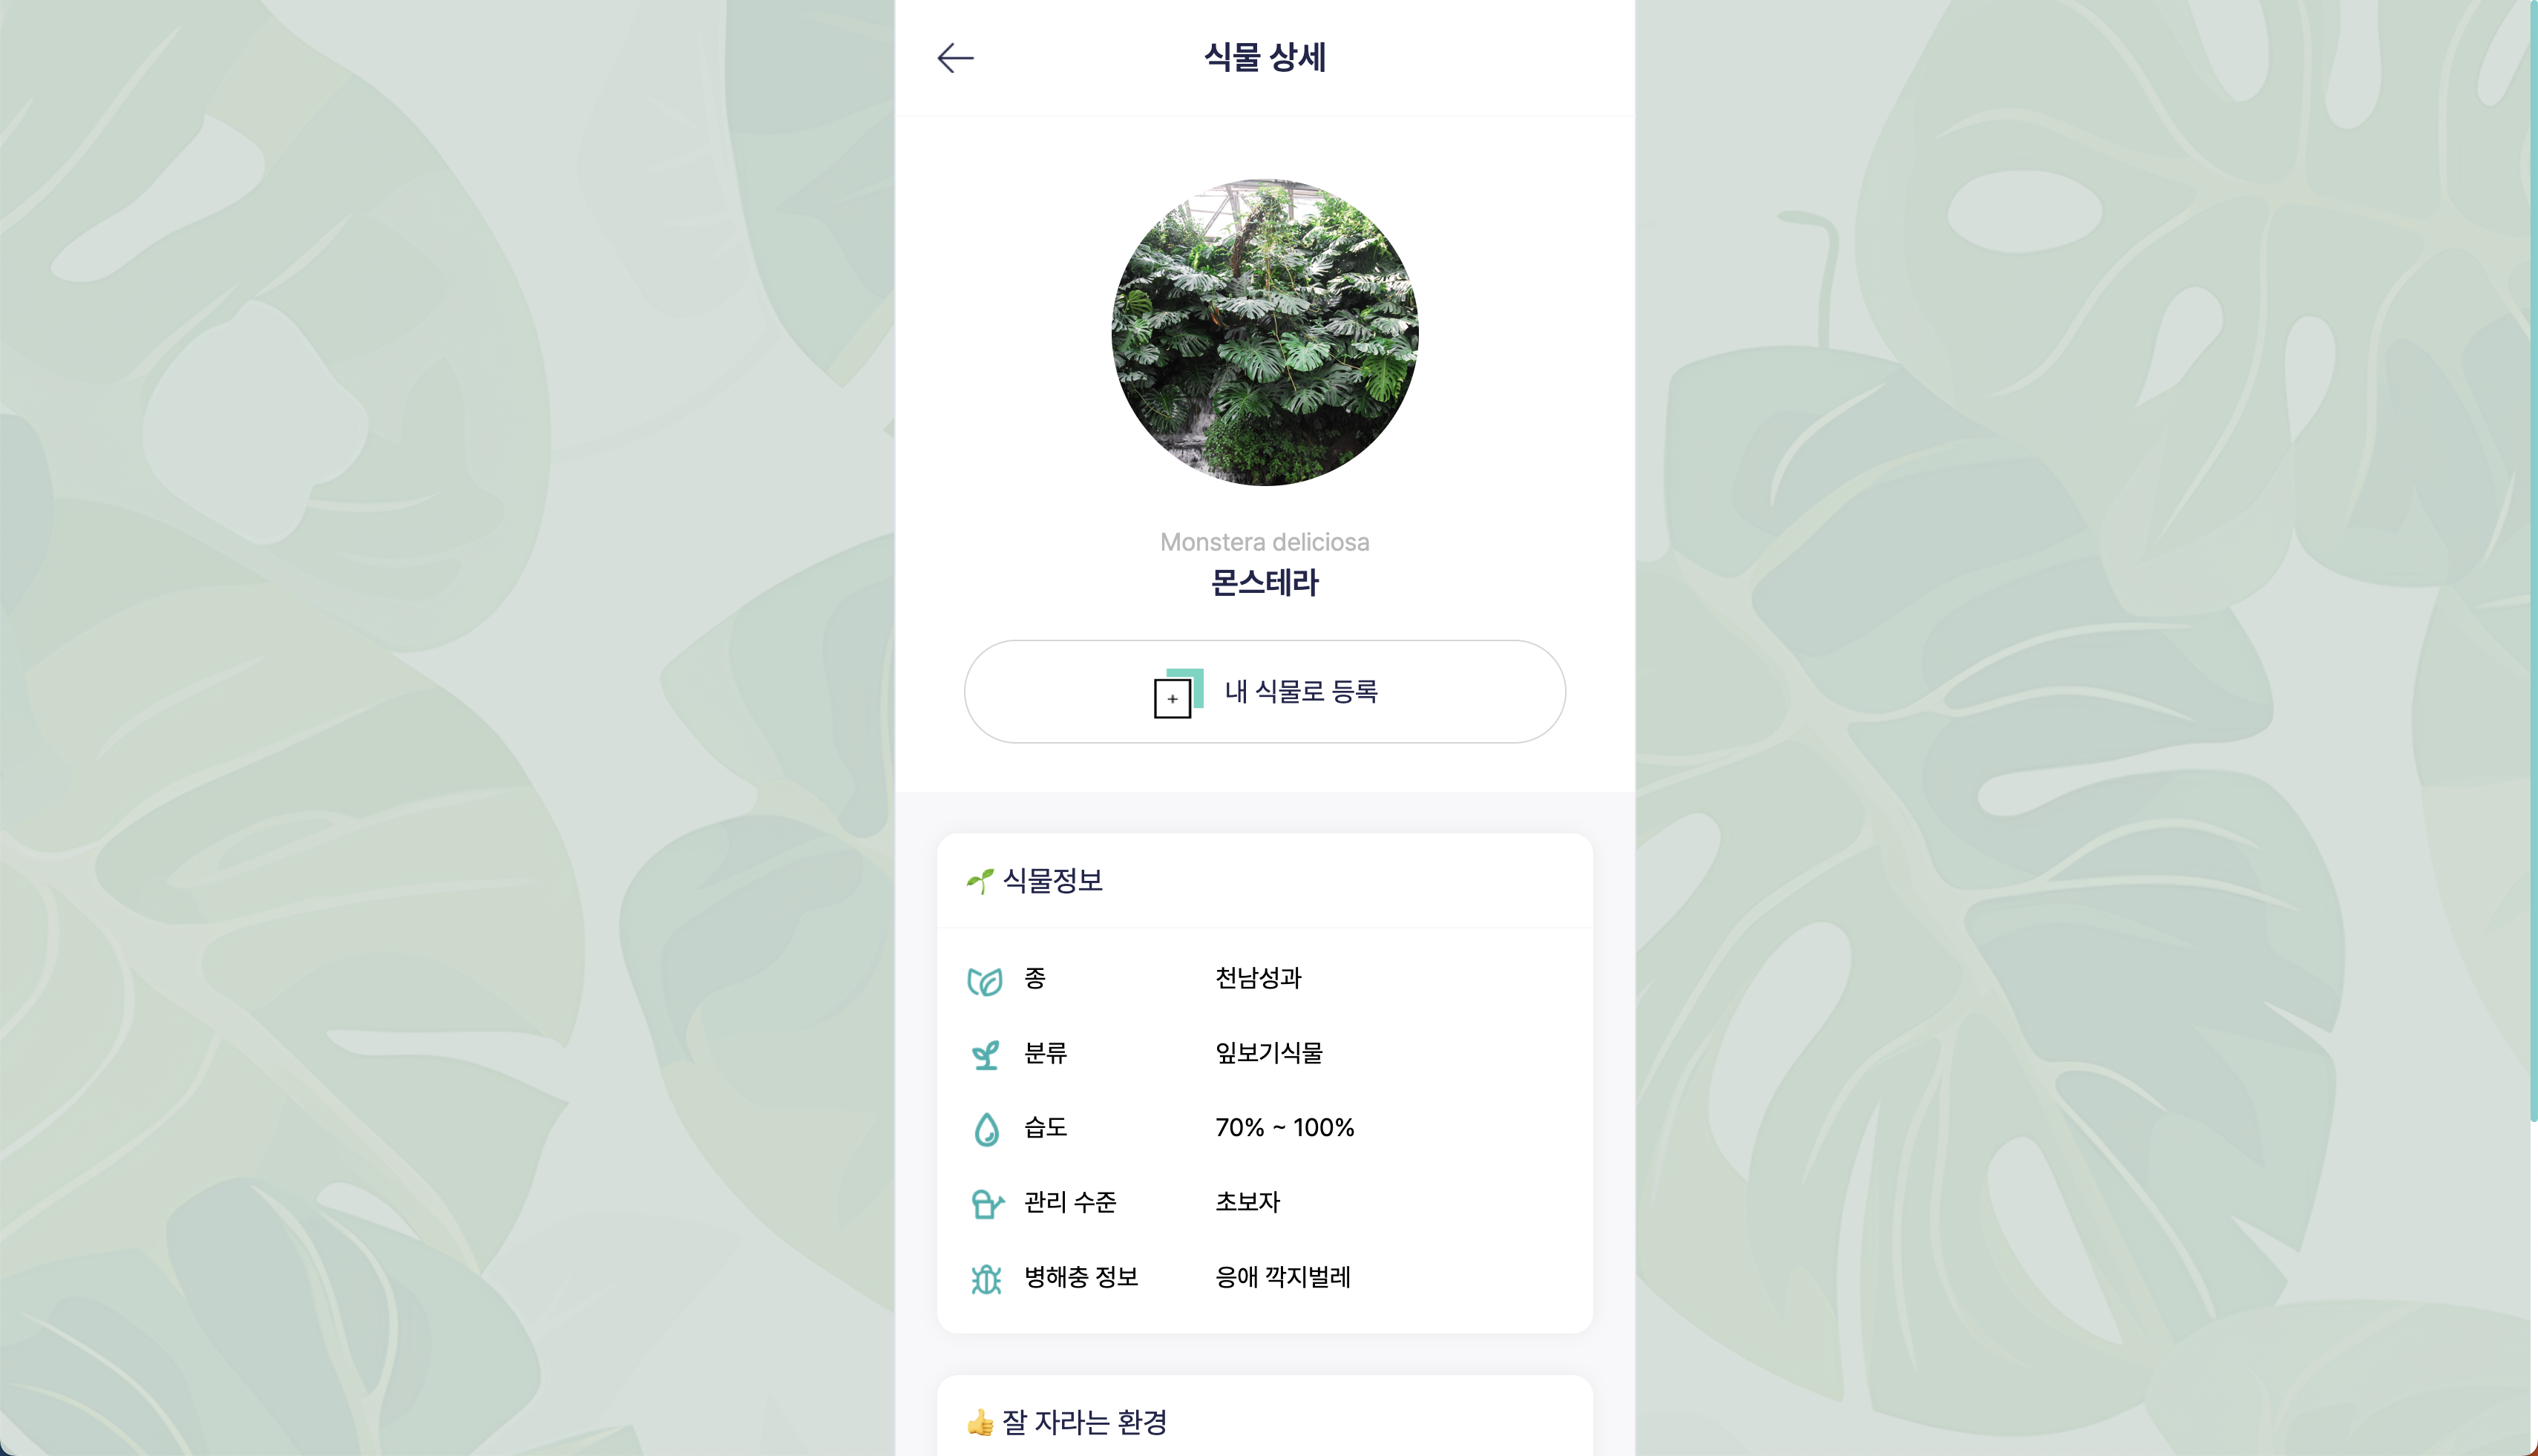 식물 상세
Monstera deliciosa
몬스테라
내 식물로 등록
식물정보
종 천남성과
분류 잎보기식물
습도 70% ~ 100%
관리 수준 초보자
병해충 정보 응애 깍지벌레
잘 자라는 환경